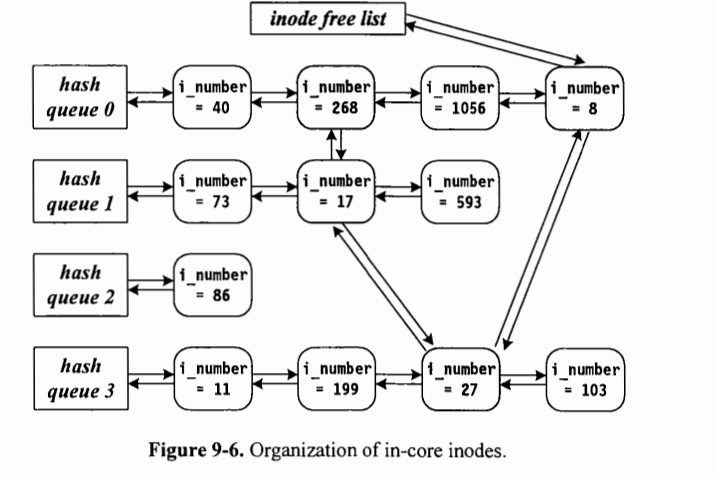 inode free list
hash
queue 0
i_number
= 40
i_number
= 268
i_number
= 1056
i_number
= 8
hash
queue 1
i_number
= 73
i_number
= 17
i_number
= 593
hash
queue 2
i_number
= 86
hash
queue 3
i_number
= 11
i_number
= 199
i_number
= 27
i_number
= 103
Figure 9-6. Organization of in-core inodes.